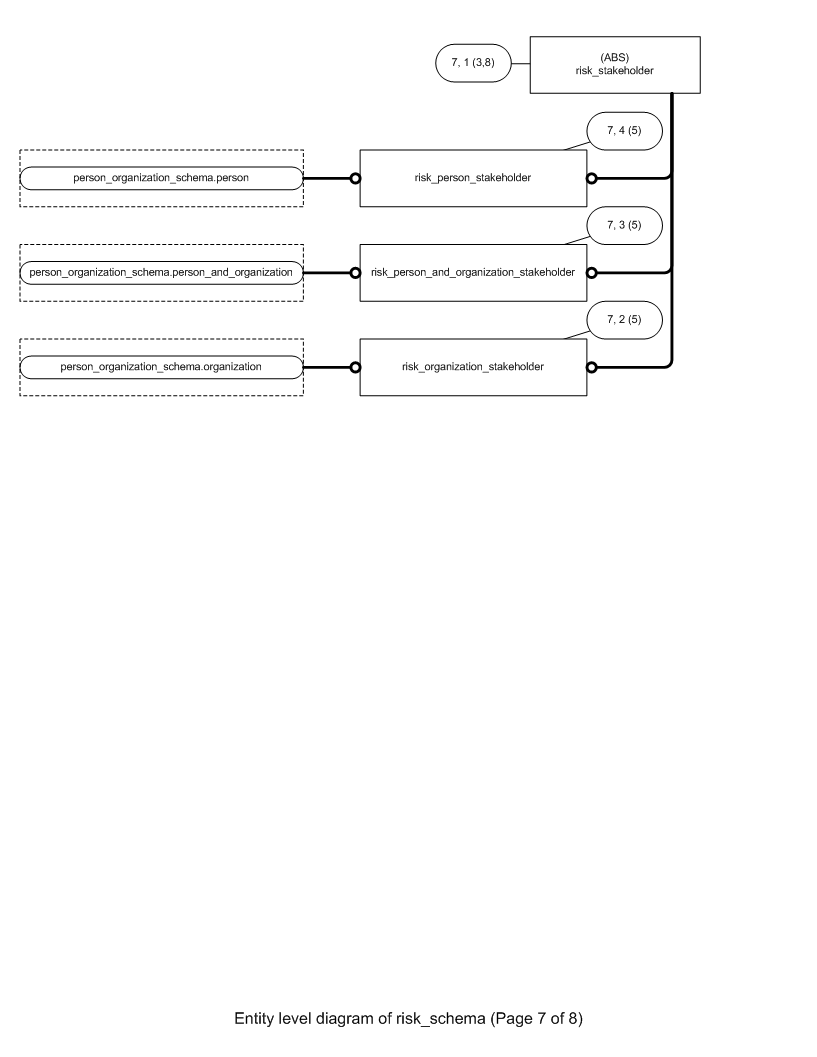 7, 1 (3,8)
(ABS)
risk_stakeholder
7, 4 (5)
person_organization_schema.person
risk_person_stakeholder
7, 3 (5)
person_organization_schema.person_and_organization
risk_person_and_organization_stakeholder
7, 2 (5)
person_organization_schema.organization
risk_organization_stakeholder
Entity level diagram of risk_schema (Page 7 of 8)